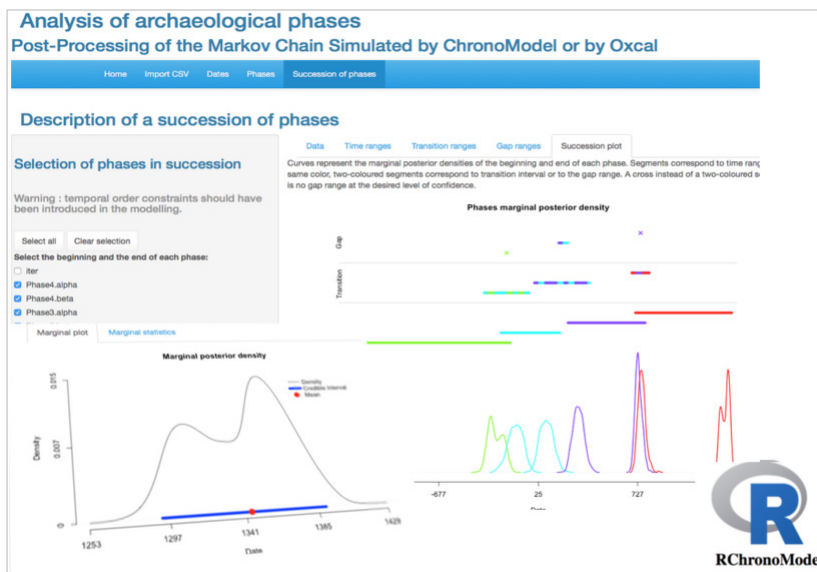 Analysis of archaeological phases
Post-Processing of the Markov Chain Simulated by ChronoModel or by Oxcal
Home Import CSV Dates Phases Succession of phases
Description of a succession of phases
Selection of phases in succession
Warning : temporal order constraints should have
been introduced in the modelling.
Select all Clear selection
Select the beginning and the end of each phase:
iter
Phase4.alpha
Phase4.beta
Phase3.alpha
Data Time ranges Transition ranges Gap ranges Succession plot
Curves represent the marginal posterior densities of the beginning and end of each phase. Segments correspond to time
same color, two-coloured segments correspond to transition interval or to the gap range. A cross instead of a two-coloured
is no gap range at the desired level of confidence.
Phases marginal posterior density
Gap
Transition
-677 25 727
Marginal plot Marginal statistics
Marginal posterior density
Density
Credible Interval
Mean
0.015
0.007
0
Density
1253 1297 1341 1385 1428
Date
R
RChronoModel